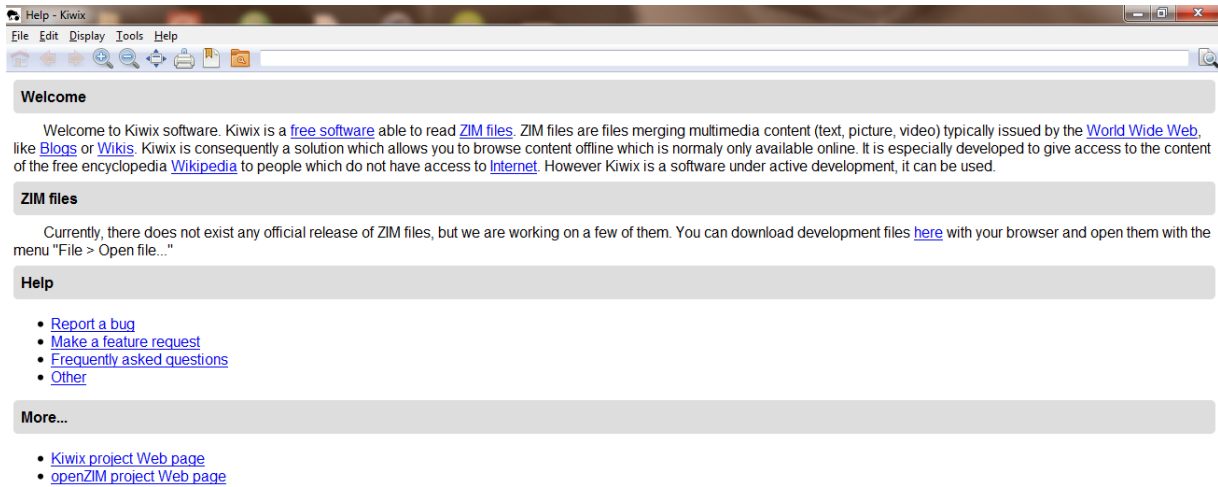 Help - Kiwix
File Edit Display Tools Help
Welcome
Welcome to Kiwix software. Kiwix is a free software able to read ZIM files. ZIM files are files merging multimedia content (text, picture, video) typically issued by the World Wide Web,
like Blogs or Wikis. Kiwix is consequently a solution which allows you to browse content offline which is normaly only available online. It is especially developed to give access to the content
of the free encyclopedia Wikipedia to people which do not have access to Internet. However Kiwix is a software under active development, it can be used.
ZIM files
Currently, there does not exist any official release of ZIM files, but we are working on a few of them. You can download development files here with your browser and open them with the
menu "File > Open file..."
Help
• Report a bug
• Make a feature request
• Frequently asked questions
• Other
More...
• Kiwix project Web page
• openZIM project Web page